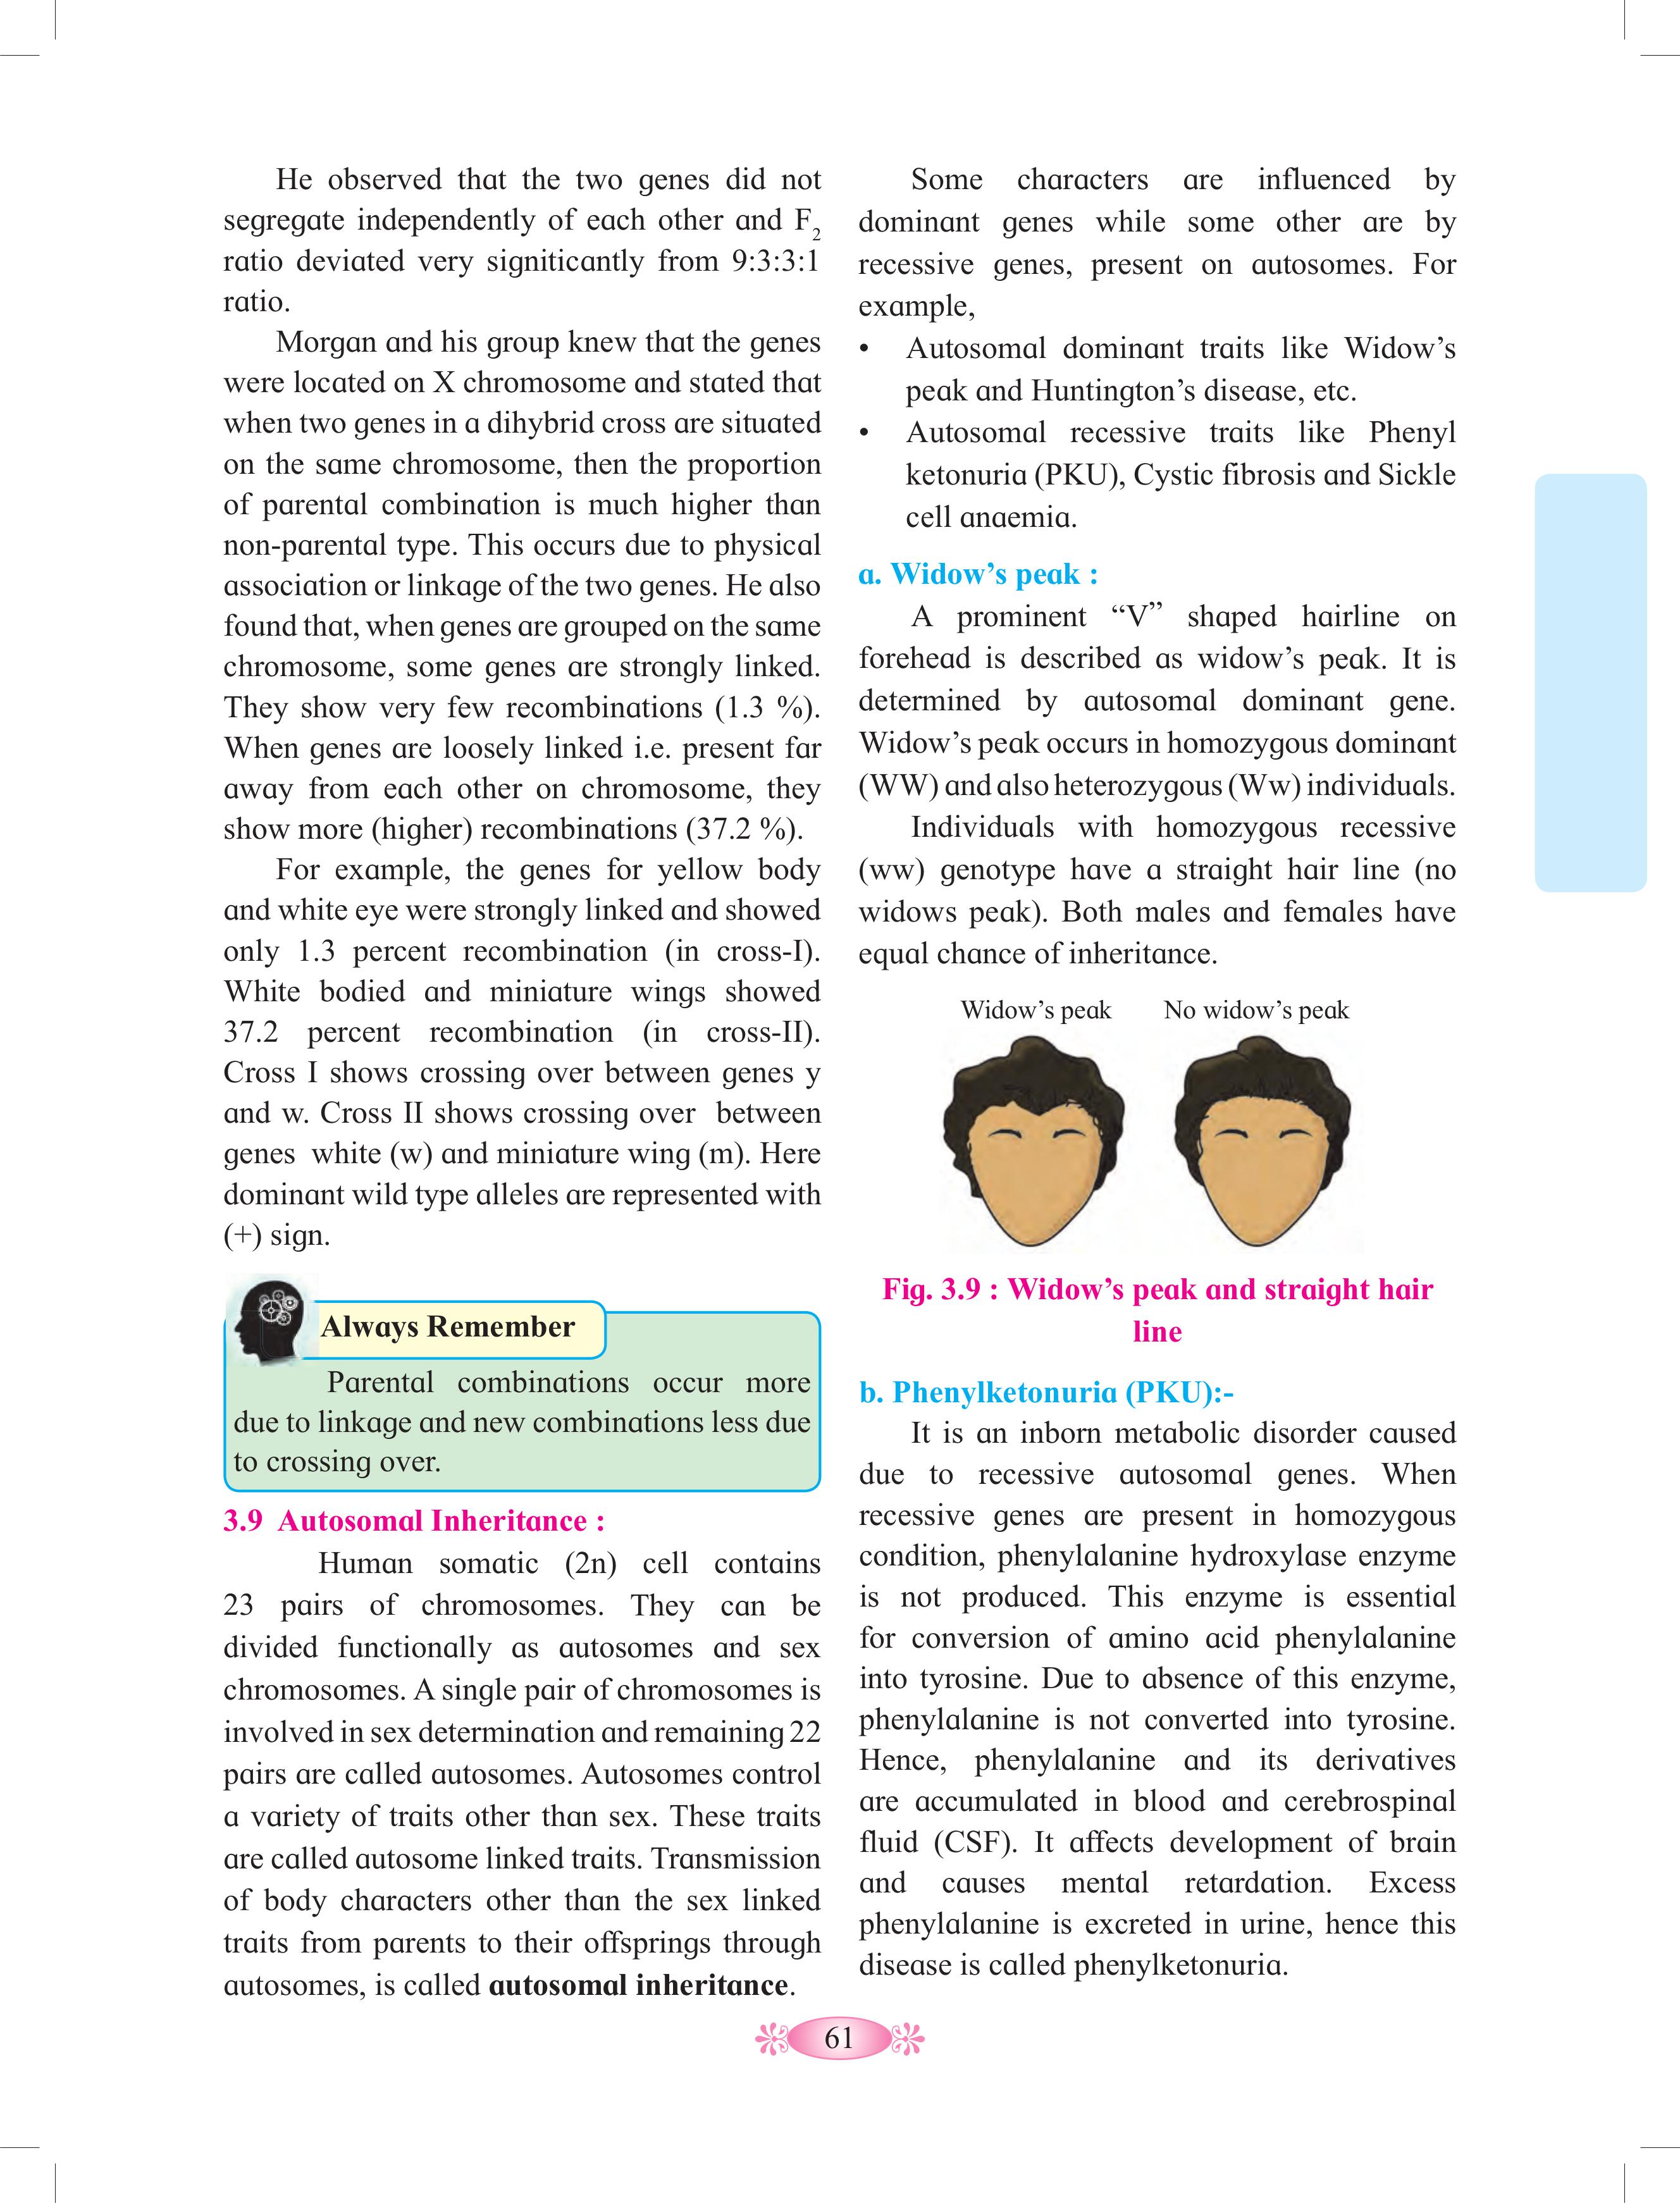 He observed that the two genes did not
segregate independently of each other and F2
ratio deviated very signiticantly from 9:3:3:1
ratio.
Morgan and his group knew that the genes
were located on X chromosome and stated that
when two genes in a dihybrid cross are situated
on the same chromosome, then the proportion
of parental combination is much higher than
non-parental type. This occurs due to physical
association or linkage of the two genes. He also
found that, when genes are grouped on the same
chromosome, some genes are strongly linked.
They show very few recombinations (1.3 %).
When genes are loosely linked i.e. present far
away from each other on chromosome, they
show more (higher) recombinations (37.2 %).
For example, the genes for yellow body
and white eye were strongly linked and showed
only 1.3 percent recombination (in cross-I).
White bodied and miniature wings showed
37.2 percent recombination (in cross-II).
Cross I shows crossing over between genes y
and w. Cross II shows crossing over between
genes white (w) and miniature wing (m). Here
dominant wild type alleles are represented with
(+) sign.
Always Remember
Parental combinations occur more
due to linkage and new combinations less due
to crossing over.
3.9 Autosomal Inheritance :
Human somatic (2n) cell contains
23 pairs of chromosomes. They can be
divided functionally as autosomes and sex
chromosomes. A single pair of chromosomes is
involved in sex determination and remaining 22
pairs are called autosomes. Autosomes control
a variety of traits other than sex. These traits
are called autosome linked traits. Transmission
of body characters other than the sex linked
traits from parents to their offsprings through
autosomes, is called autosomal inheritance.
Some characters are influenced by
dominant genes while some other are by
recessive genes, present on autosomes. For
example,
• Autosomal dominant traits like Widow’s
peak and Huntington’s disease, etc.
• Autosomal recessive traits like Phenyl
ketonuria (PKU), Cystic fibrosis and Sickle
cell anaemia.
a. Widow’s peak :
A prominent “V” shaped hairline on
forehead is described as widow’s peak. It is
determined by autosomal dominant gene.
Widow’s peak occurs in homozygous dominant
(WW) and also heterozygous (Ww) individuals.
Individuals with homozygous recessive
(ww) genotype have a straight hair line (no
widows peak). Both males and females have
equal chance of inheritance.
Widow’s peak No widow’s peak
Fig. 3.9 : Widow’s peak and straight hair
line
b. Phenylketonuria (PKU):-
It is an inborn metabolic disorder caused
due to recessive autosomal genes. When
recessive genes are present in homozygous
condition, phenylalanine hydroxylase enzyme
is not produced. This enzyme is essential
for conversion of amino acid phenylalanine
into tyrosine. Due to absence of this enzyme,
phenylalanine is not converted into tyrosine.
Hence, phenylalanine and its derivatives
are accumulated in blood and cerebrospinal
fluid (CSF). It affects development of brain
and causes mental retardation. Excess
phenylalanine is excreted in urine, hence this
disease is called phenylketonuria.
61